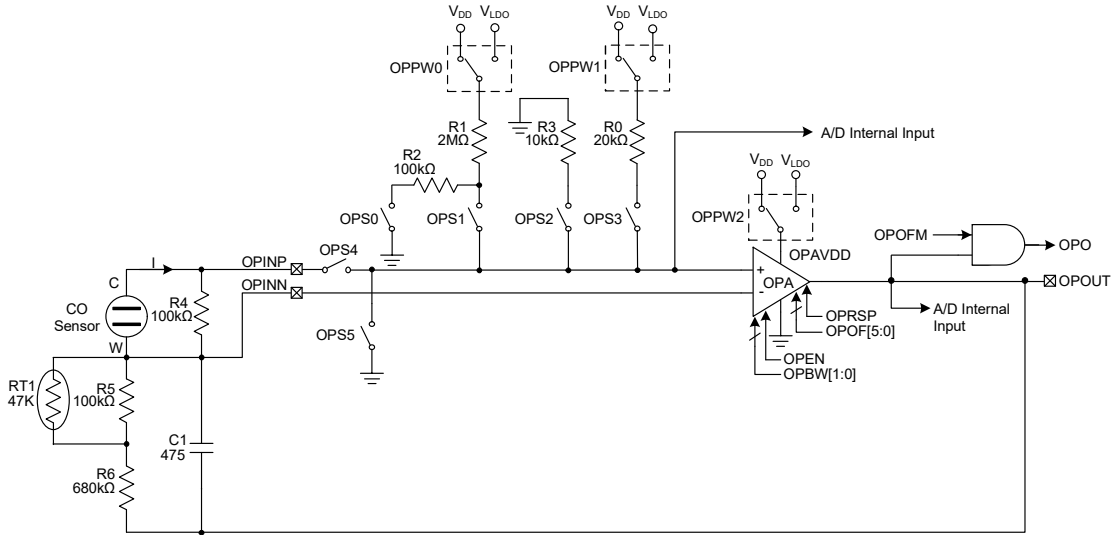 VDD VLDO
VDD VLDO
OPPW0
OPPW1
R1
2MΩ
R3
10kΩ
R0
20kΩ
A/D Internal Input
R2
100kΩ
VDD VLDO
OPS0
OPS1
OPS2
OPS3
OPPW2
OPOFM
OPO
OPS4
OPAVDD
I
OPINP
C
+
OPA
OPOUT
OPINN
-
CO
Sensor
R4
100kΩ
A/D Internal
Input
OPS5
OPRSP
OPOF[5:0]
W
OPEN
OPBW[1:0]
RT1
47K
R5
100kΩ
C1
475
R6
680kΩ